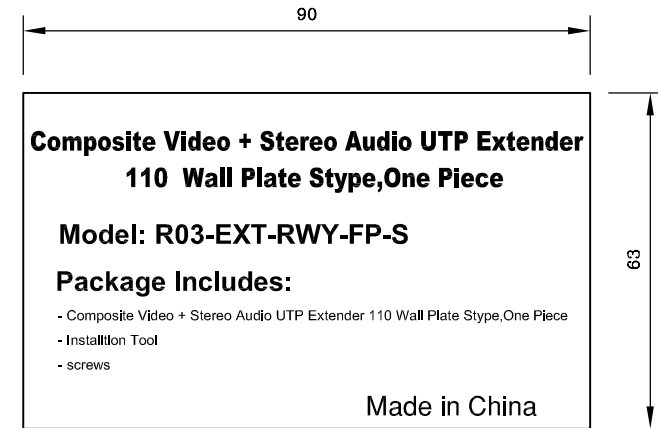 90
Composite Video + Stereo Audio UTP Extender
110 Wall Plate Stype,One Piece
63
Model: R03-EXT-RWY-FP-S
Package Includes:
- Composite Video + Stereo Audio UTP Extender 110 Wall Plate Stype,One Piece
- Installtion Tool
- screws
Made in China